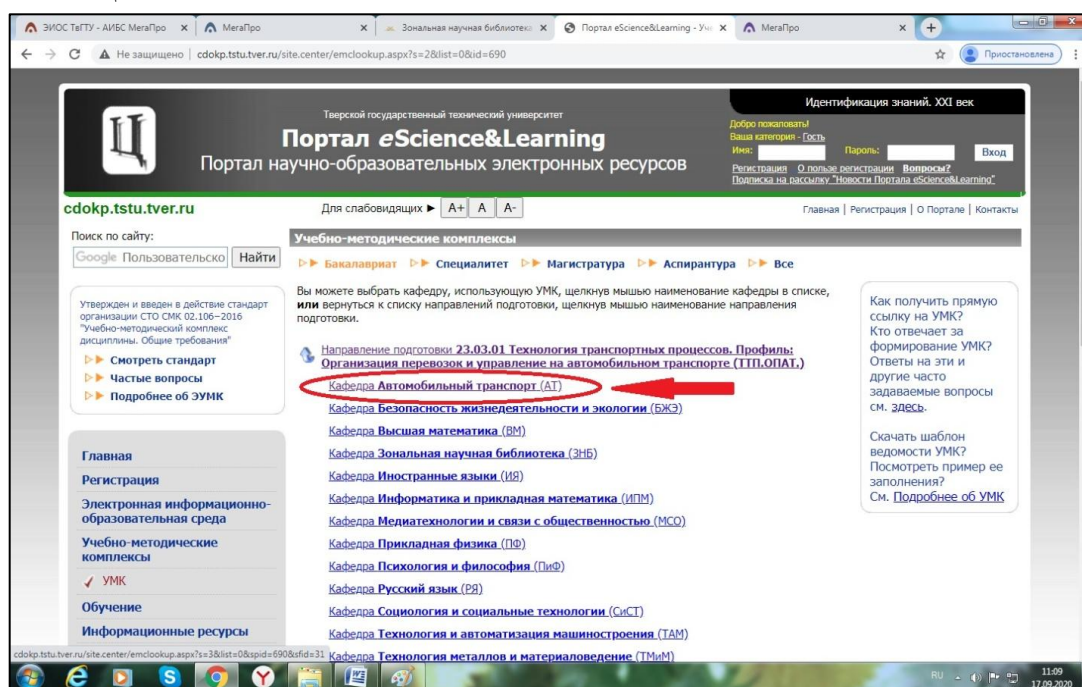 ЭИОС ТвГТУ - АИБС МегаПро
МегаПро
Зональная научная библиотека
Портал eScience&Learning - Уч
МегаПро
Не защищено
cdokp.tstu.tver.ru/site.center/emclookup.aspx?s=2&list=0&id=690
Приостановлена
Ц
Тверской государственный технический университет
Портал eScience&Learning
Портал научно-образовательных электронных ресурсов
Идентификация знаний. XXI век
Добро пожаловать!
Ваша категория - Гость
Имя: Пароль: Вход
Регистрация О пользе регистрации Вопросы?
Подписка на рассылку "Новости Портала eScience&Learning"
cdokp.tstu.tver.ru
Для слабовидящих ► A+ A A-
Главная | Регистрация | О Портале | Контакты
Поиск по сайту:
Google Пользовательско Найти
Утвержден и введен в действие стандарт
организации СТО СМК 02.106-2016
"Учебно-методический комплекс
дисциплины. Общие требования"
Смотреть стандарт
Частые вопросы
Подробнее об ЭУМК
Главная
Регистрация
Электронная информационно-
образовательная среда
Учебно-методические
комплексы
УМК
Обучение
Информационные ресурсы
Учебно-методические комплексы
Бакалавриат Специалитет Магистратура Аспирантура Все
Вы можете выбрать кафедру, использующую УМК, щелкнув мышью наименование кафедры в списке,
или вернуться к списку направлений подготовки, щелкнув мышью наименование направления
подготовки.
Направление подготовки 23.03.01 Технология транспортных процессов. Профиль:
Организация перевозок и управление на автомобильном транспорте (ТТП.ОПАТ.)
Кафедра Автомобильный транспорт (АТ)
Кафедра Безопасность жизнедеятельности и экологии (БЖЭ)
Кафедра Высшая математика (ВМ)
Кафедра Зональная научная библиотека (ЗНБ)
Кафедра Иностранные языки (ИЯ)
Кафедра Информатика и прикладная математика (ИПМ)
Кафедра Медиатехнологии и связи с общественностью (МСО)
Кафедра Прикладная физика (ПФ)
Кафедра Психология и философия (ПиФ)
Кафедра Русский язык (РЯ)
Кафедра Социология и социальные технологии (СиСТ)
Кафедра Технология и автоматизация машиностроения (ТАМ)
Кафедра Технология металлов и материаловедение (ТМиМ)
Как получить прямую
ссылку на УМК?
Кто отвечает за
формирование УМК?
Ответы на эти и
другие часто
задаваемые вопросы
см. здесь.
Скачать шаблон
ведомости УМК?
Посмотреть пример ее
заполнения?
См. Подробнее об УМК
cdokp.tstu.tver.ru/site.center/emclookup.aspx?s=3&list=0&spid=690&sfid=31
RU
11:09
17.09.2020